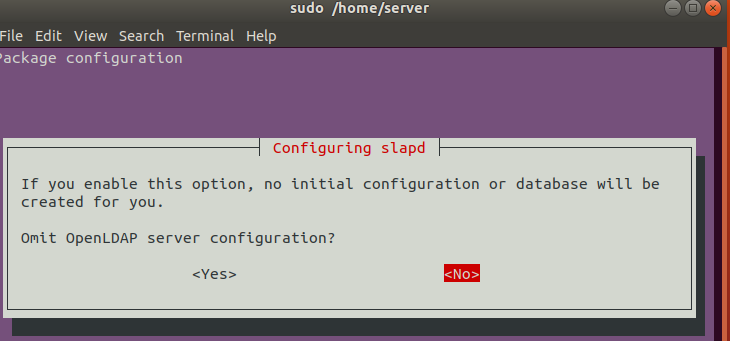 sudo /home/server
File Edit View Search Terminal Help
Package configuration
Configuring slapd
If you enable this option, no initial configuration or database will be
created for you.
Omit OpenLDAP server configuration?
<Yes> <No>